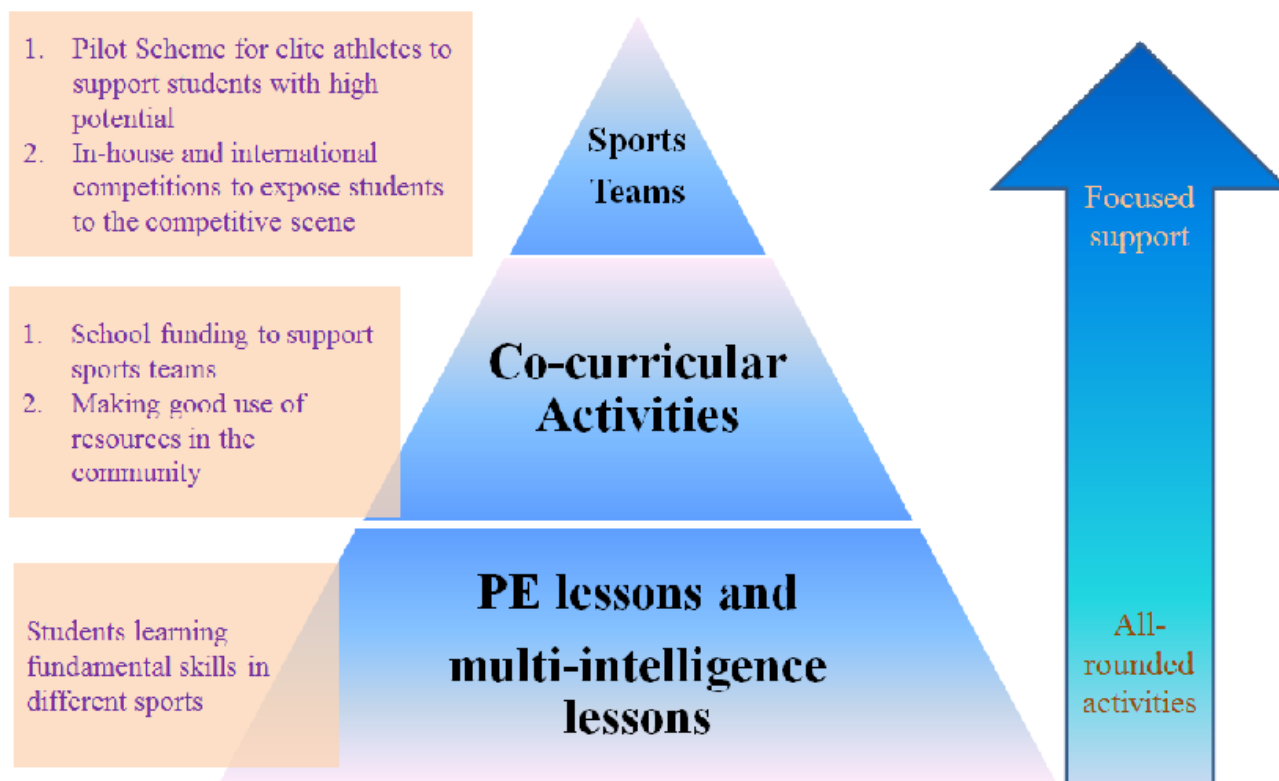 1. Pilot Scheme for elite athletes to
support students with high
potential
2. In-house and international
competitions to expose students
to the competitive scene
Sports
Teams
Focused
support
1. School funding to support
sports teams
2. Making good use of
resources in the
community
Co-curricular
Activities
Students learning
fundamental skills in
different sports
PE lessons and
multi-intelligence
lessons
All-
rounded
activities